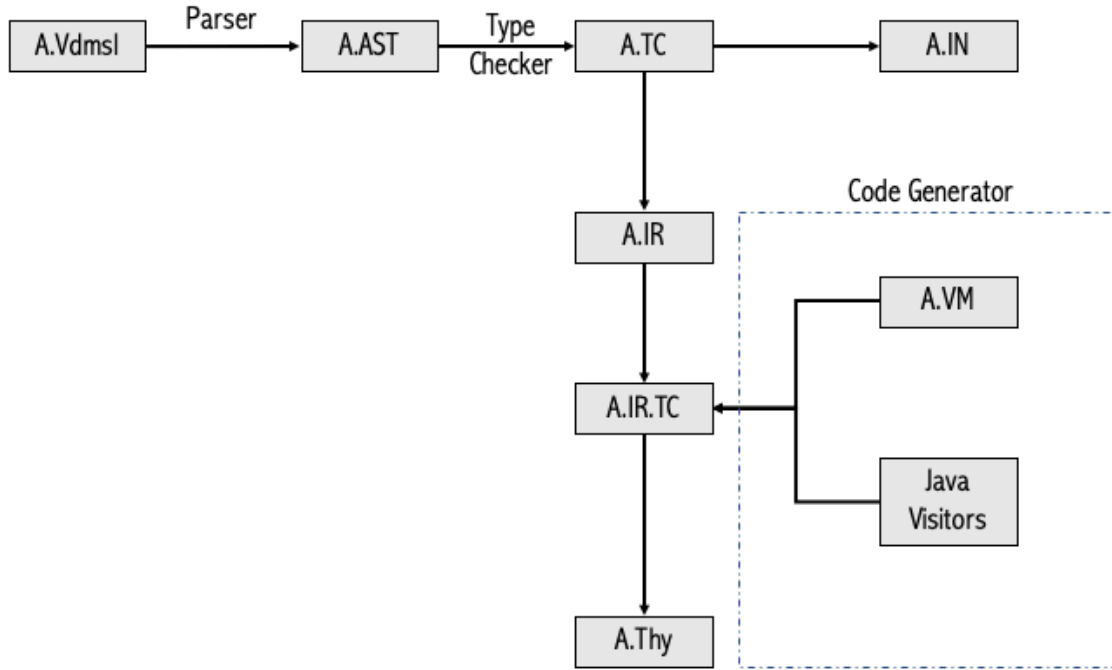 Parser
Type
Checker
A.Vdmsl
A.AST
A.TC
A.IN
Code Generator
A.IR
A.VM
A.IR.TC
Java
Visitors
A.Thy